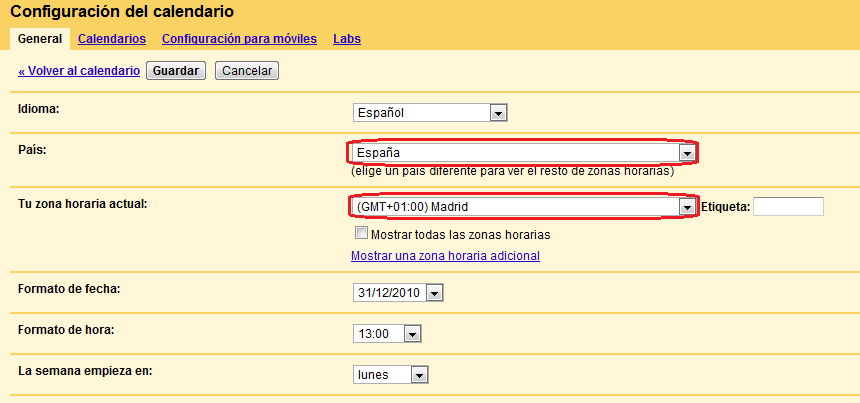 Configuración del calendario
General Calendarios Configuración para móviles Labs
« Volver al calendario Guardar Cancelar
Idioma: Español
País: España
(elige un país diferente para ver el resto de zonas horarias)
Tu zona horaria actual: (GMT+01:00) Madrid Etiqueta:
Mostrar todas las zonas horarias
Mostrar una zona horaria adicional
Formato de fecha: 31/12/2010
Formato de hora: 13:00
La semana empieza en: lunes